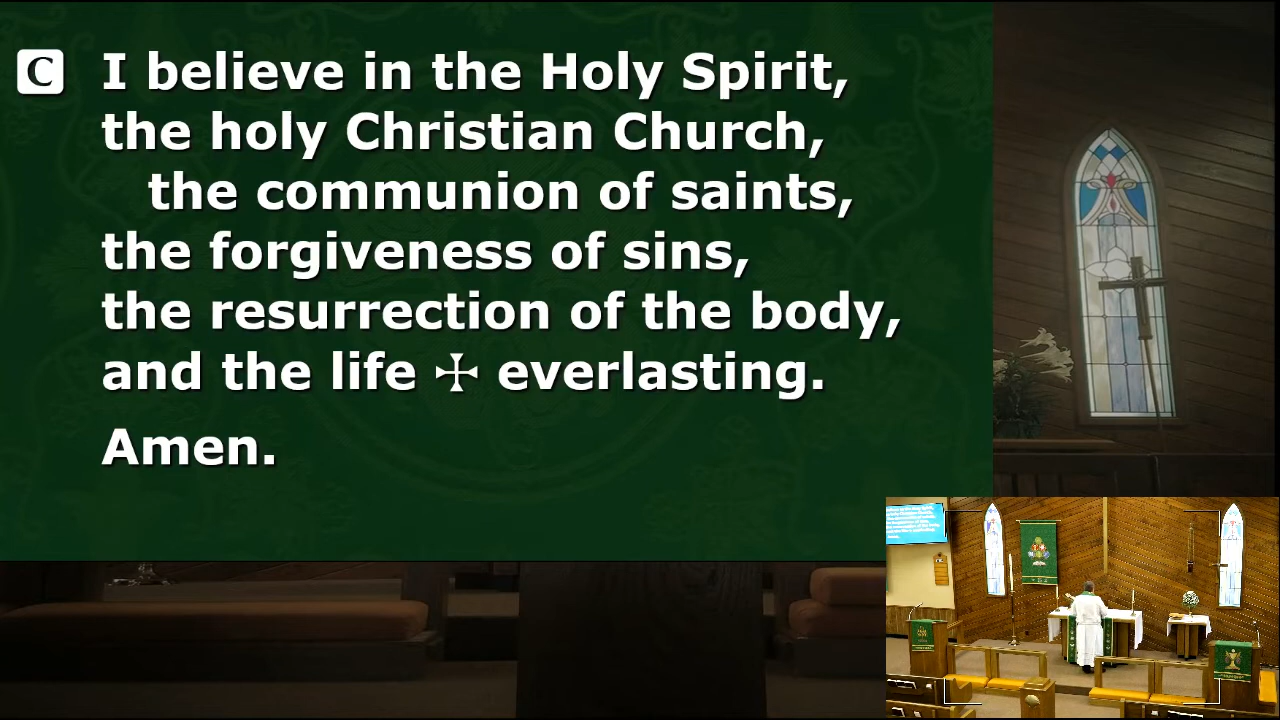 C I believe in the Holy Spirit,
the holy Christian Church,
the communion of saints,
the forgiveness of sins,
the resurrection of the body,
and the life ☩ everlasting.
Amen.